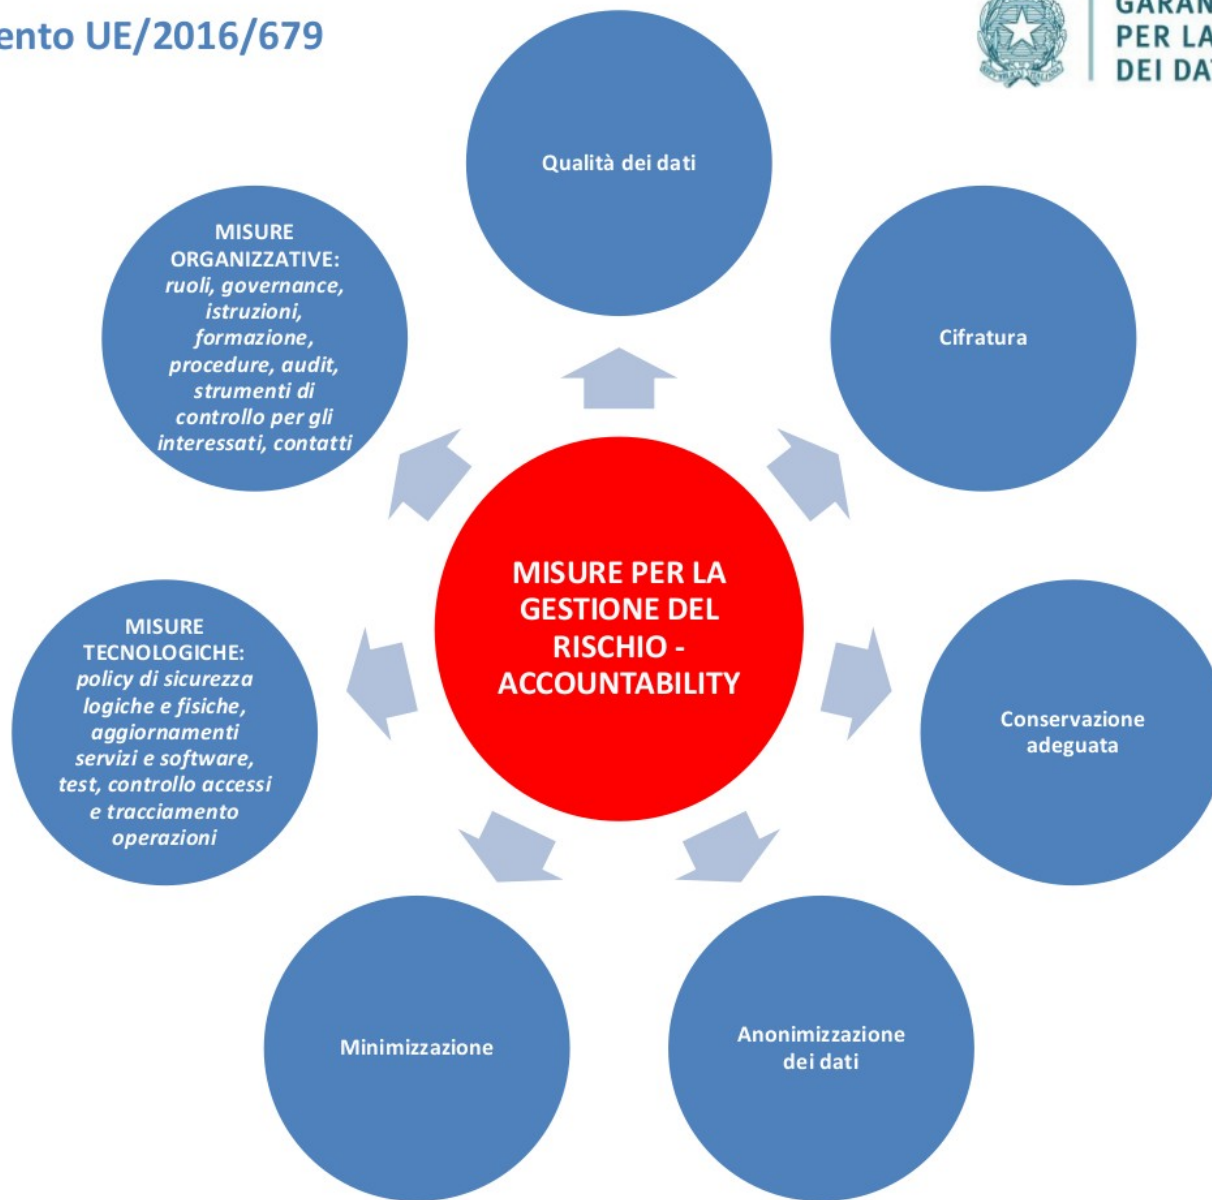 ento UE/2016/679
GARAN
PER LA
DEI DA
Qualità dei dati
MISURE
ORGANIZZATIVE:
ruoli, governance,
istruzioni,
formazione,
procedure, audit,
strumenti di
controllo per gli
interessati, contatti
Cifratura
MISURE PER LA
GESTIONE DEL
RISCHIO -
ACCOUNTABILITY
MISURE
TECNOLOGICHE:
policy di sicurezza
logiche e fisiche,
aggiornamenti
servizi e software,
test, controllo accessi
e tracciamento
operazioni
Conservazione
adeguata
Minimizzazione
Anonimizzazione
dei dati